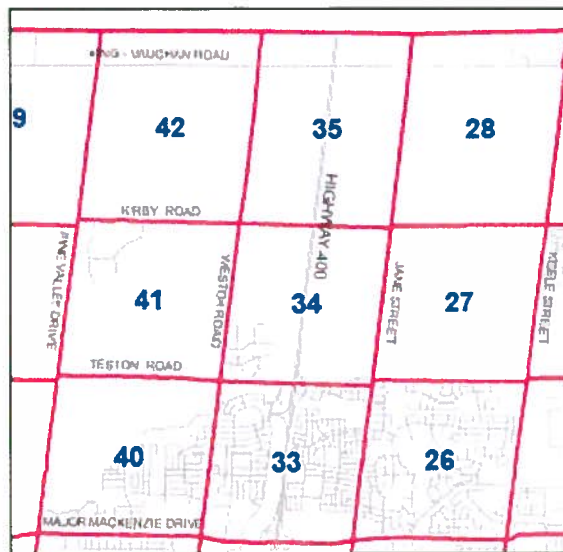 KING - VAUGHAN ROAD
9
42
35
28
KIRBY ROAD
HIGHWAY 400
PINE VALLEY DRIVE
WESTON ROAD
JANE STREET
KEELE STREET
41
34
27
TESTON ROAD
40
33
26
MAJOR MACKENZIE DRIVE